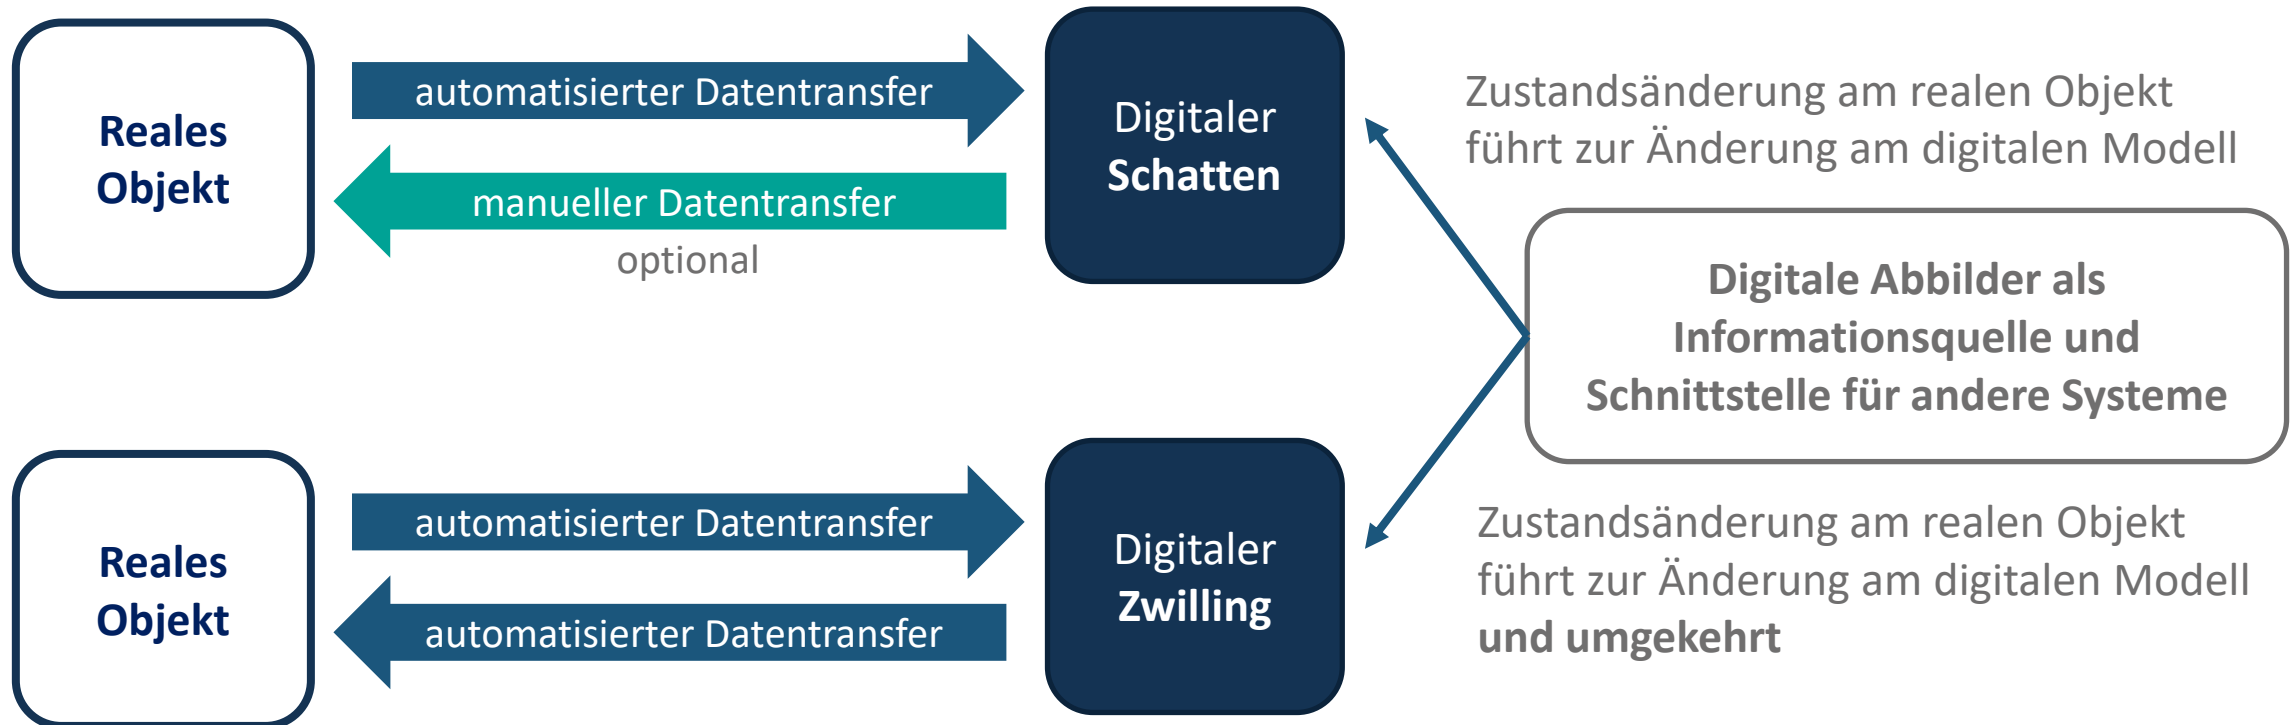 Reales
Objekt
automatisierter Datentransfer
manueller Datentransfer
optional
Digitaler
Schatten
Zustandsänderung am realen Objekt
führt zur Änderung am digitalen Modell
Digitale Abbilder als
Informationsquelle und
Schnittstelle für andere Systeme
Reales
Objekt
automatisierter Datentransfer
automatisierter Datentransfer
Digitaler
Zwilling
Zustandsänderung am realen Objekt
führt zur Änderung am digitalen Modell
und umgekehrt